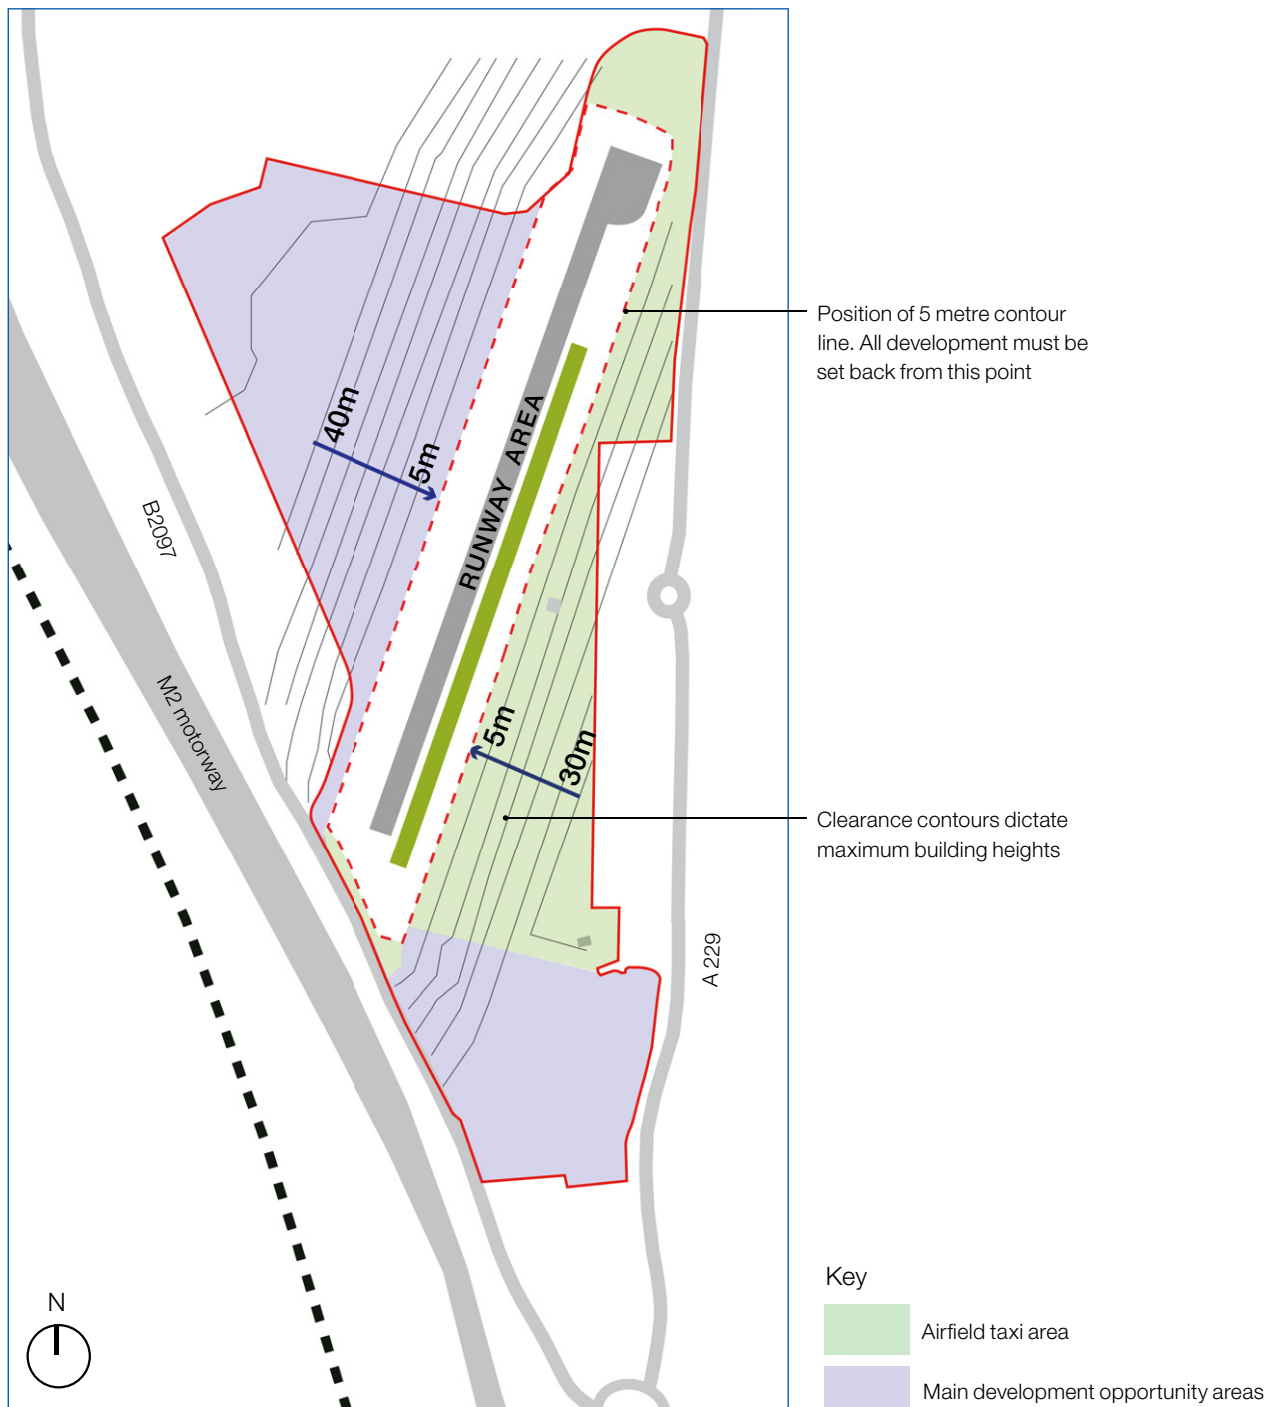 Position of 5 metre contour
line. All development must be
set back from this point
40m
5m
RUNWAY AREA
B2097
M2 motorway
5m
30m
Clearance contours dictate
maximum building heights
A 229
N
Key
Airfield taxi area
Main development opportunity areas